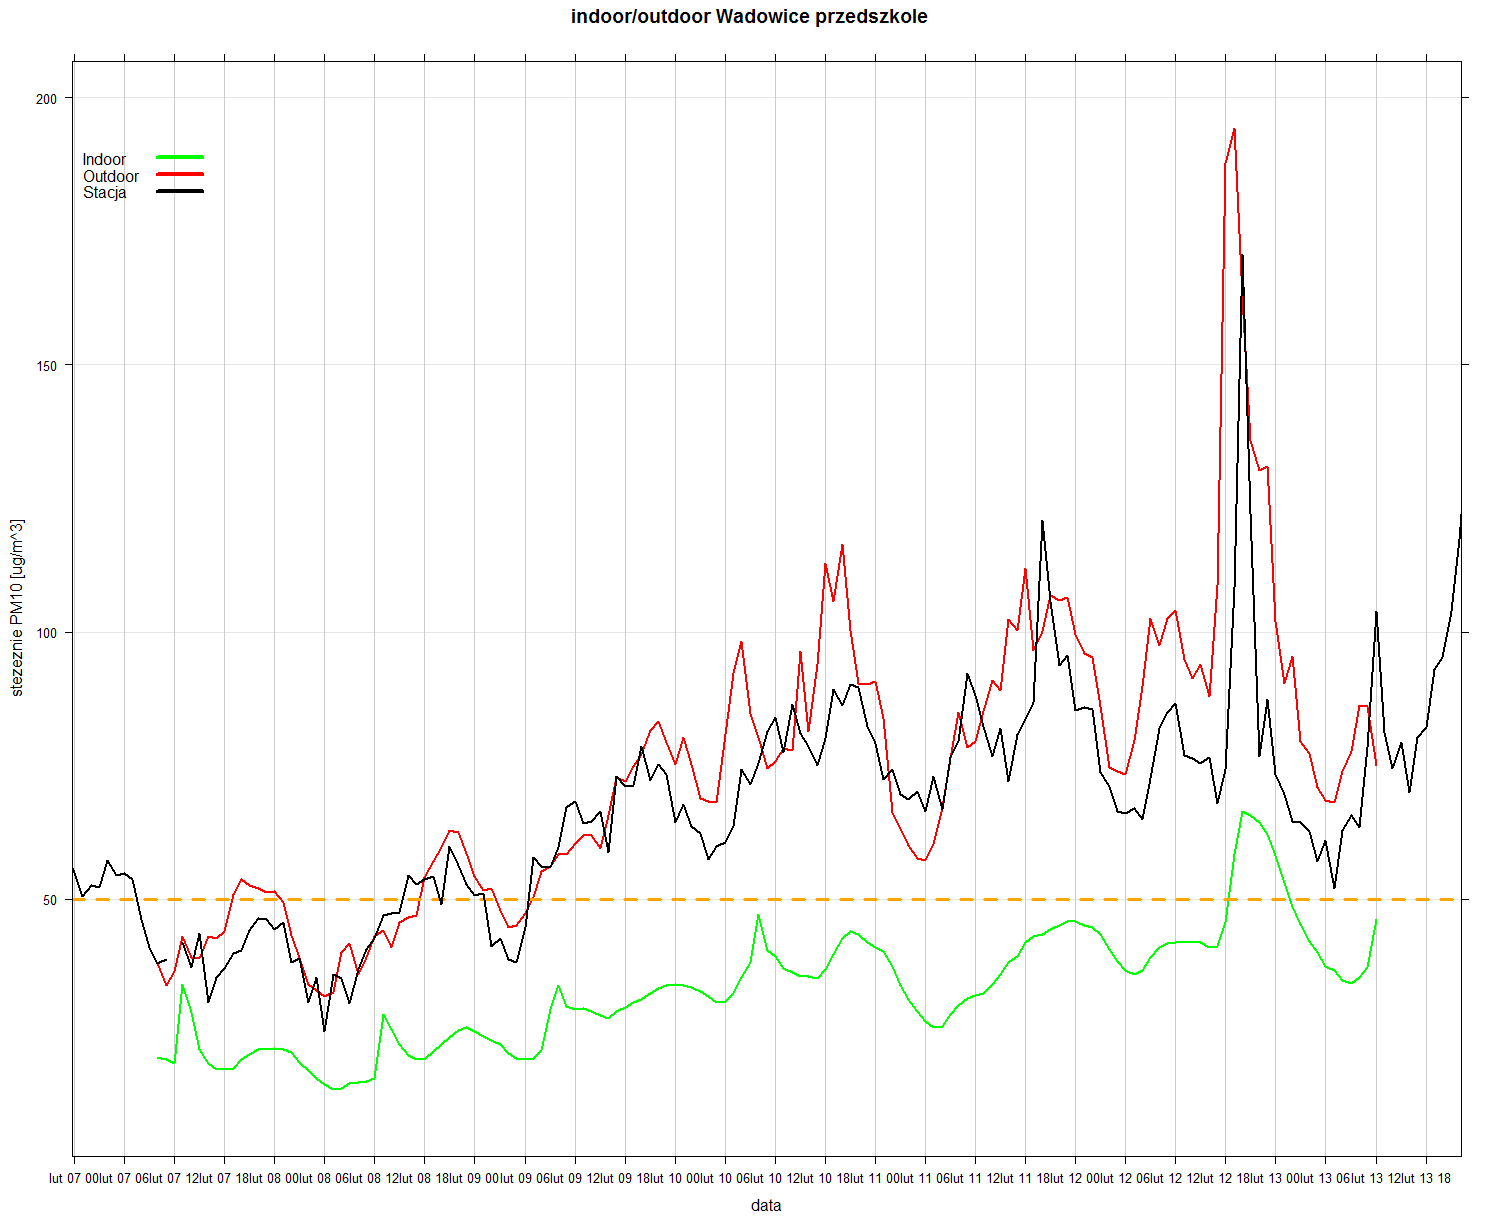 indoor/outdoor Wadowice przedszkole
200
150
100
50
Indoor
Outdoor
Stacja
stezeznie PM10 [ug/m^3]
lut 07 00lut 07 06lut 07 12lut 07 18lut 08 00lut 08 06lut 08 12lut 08 18lut 09 00lut 09 06lut 09 12lut 09 18lut 10 00lut 10 06lut 10 12lut 10 18lut 11 00lut 11 06lut 11 12lut 11 18lut 12 00lut 12 06lut 12 12lut 12 18lut 13 00lut 13 06lut 13 12lut 13 18
data